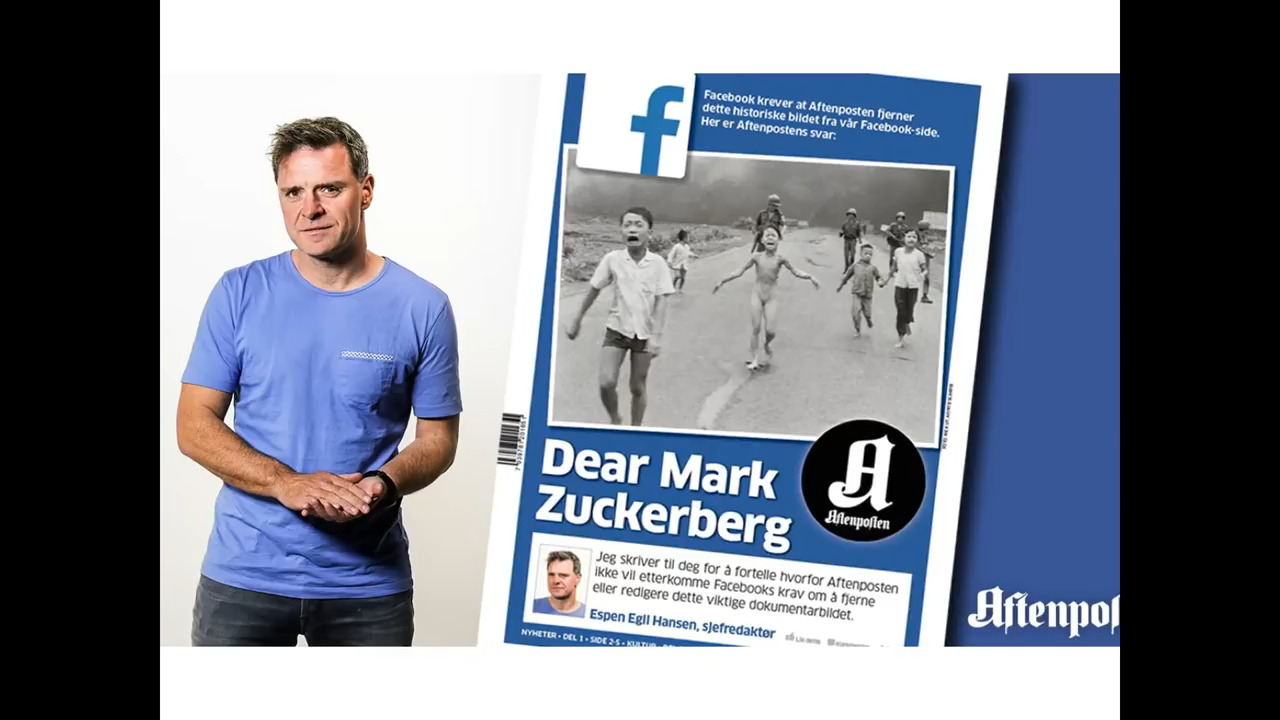 f
Facebook krever at Aftenposten fjerner
dette historiske bildet fra vår Facebook-side.
Her er Aftenpostens svar:
Dear Mark
Zuckerberg
A
Aftenposten
Jeg skriver til deg for å fortelle hvorfor Aftenposten
ikke vil etterkomme Facebooks krav om å fjerne
eller redigere dette viktige dokumentarbildet.
Espen Egil Hansen, sjefredaktør
NYHETER • DEL 1 • SIDE 2-5 • KULTUR
Aftenpos